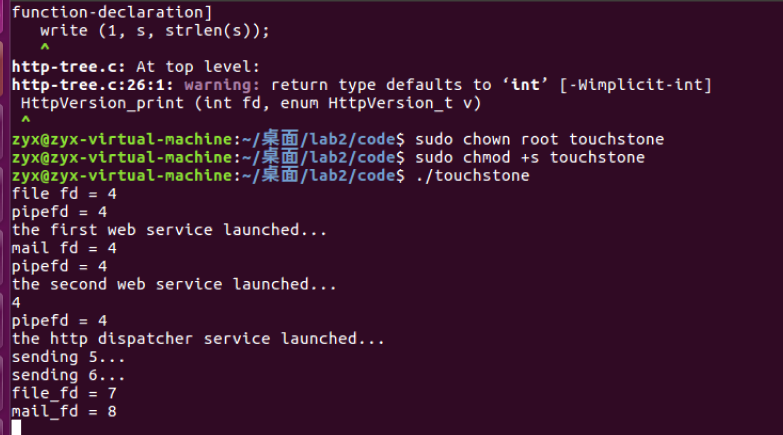 function-declaration]
   write (1, s, strlen(s));
   ^
http-tree.c: At top level:
http-tree.c:26:1: warning: return type defaults to ‘int’ [-Wimplicit-int]
 HttpVersion_print (int fd, enum HttpVersion_t v)
 ^
zyx@zyx-virtual-machine:~/桌面/lab2/code$ sudo chown root touchstone
zyx@zyx-virtual-machine:~/桌面/lab2/code$ sudo chmod +s touchstone
zyx@zyx-virtual-machine:~/桌面/lab2/code$ ./touchstone
file fd = 4
pipefd = 4
the first web service launched...
mail fd = 4
pipefd = 4
the second web service launched...
4
pipefd = 4
the http dispatcher service launched...
sending 5...
sending 6...
file_fd = 7
mail_fd = 8